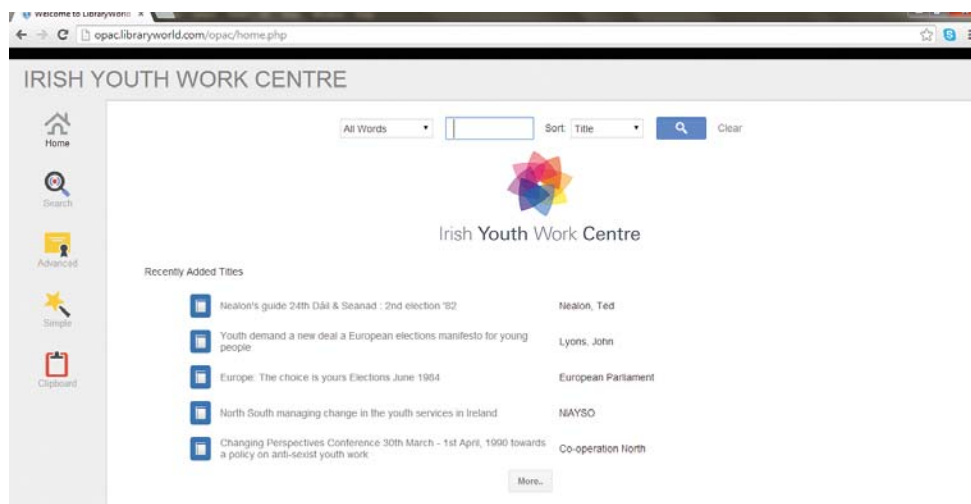 Welcome to LibraryWorld
opac.libraryworld.com/opac/home.php
IRISH YOUTH WORK CENTRE
Home
Search
Advanced
Simple
Clipboard
All Words
Sort: Title
Clear
Irish Youth Work Centre
Recently Added Titles
Nealon's guide 24th Dáil & Seanad : 2nd election '82
Nealon, Ted
Youth demand a new deal a European elections manifesto for young
people
Lyons, John
Europe: The choice is yours Elections June 1984
European Parliament
North South managing change in the youth services in Ireland
NIAYSO
Changing Perspectives Conference 30th March - 1st April, 1990 towards
a policy on anti-sexist youth work
Co-operation North
More..